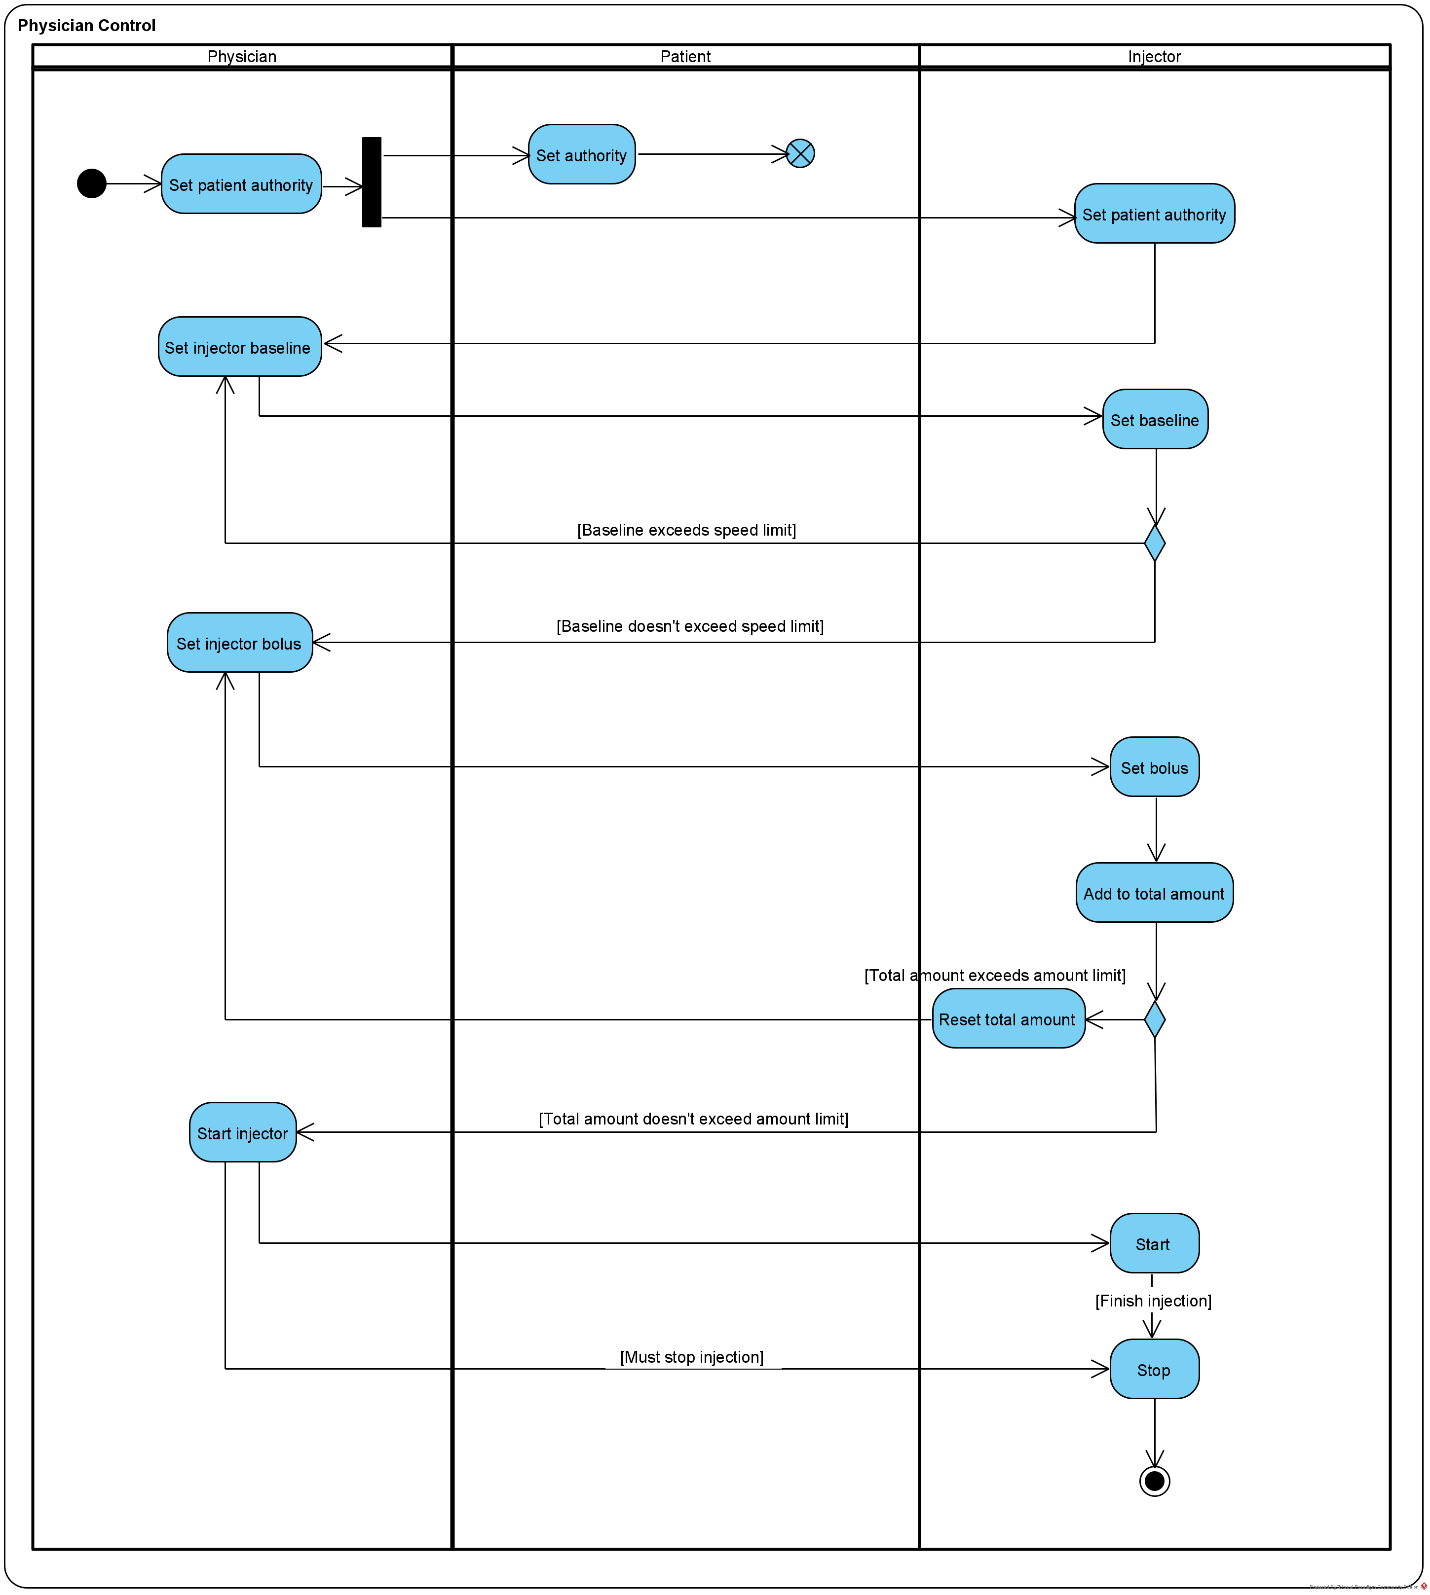 Physician Control
Physician
Patient
Injector
Set authority
Set patient authority
Set patient authority
Set injector baseline
Set baseline
[Baseline exceeds speed limit]
[Baseline doesn't exceed speed limit]
Set injector bolus
Set bolus
Add to total amount
[Total amount exceeds amount limit]
Reset total amount
[Total amount doesn't exceed amount limit]
Start injector
Start
[Finish injection]
[Must stop injection]
Stop